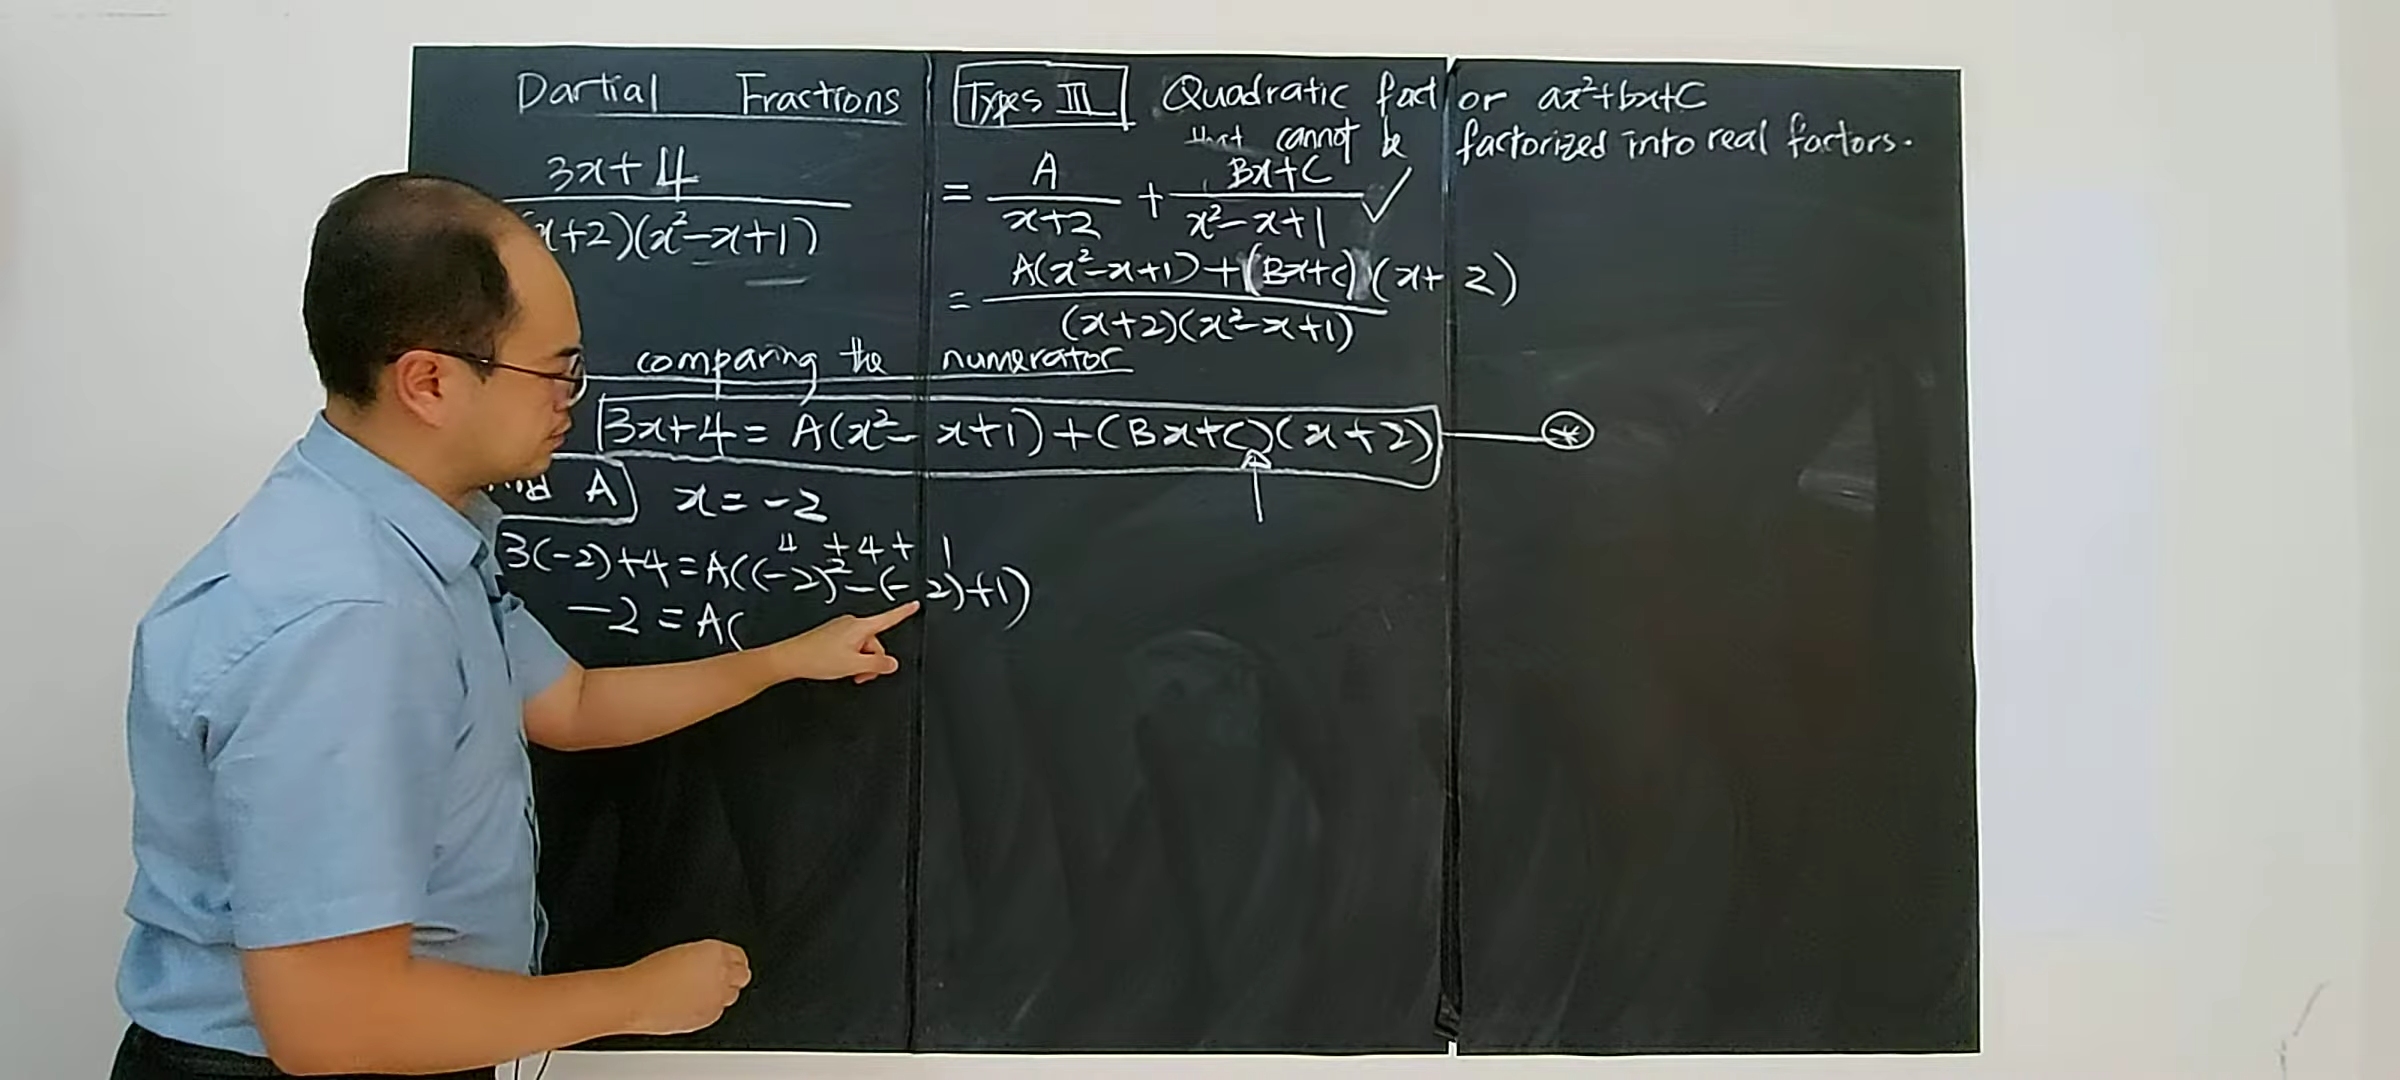 Partial Fractions
Types III Quadratic factor ax²+bx+c
that cannot be factorized into real factors.
3x+4 / (x+2)(x²-x+1) = A / x+2 + Bx+C / x²-x+1 ✓
= A(x²-x+1)+(Bx+C)(x+2) / (x+2)(x²-x+1)
comparing the numerator
3x+4 = A(x²-x+1)+(Bx+C)(x+2) — *
A x = -2
4 + 4 + 1
3(-2)+4 = A((-2)²-(-2)+1)
-2 = A(